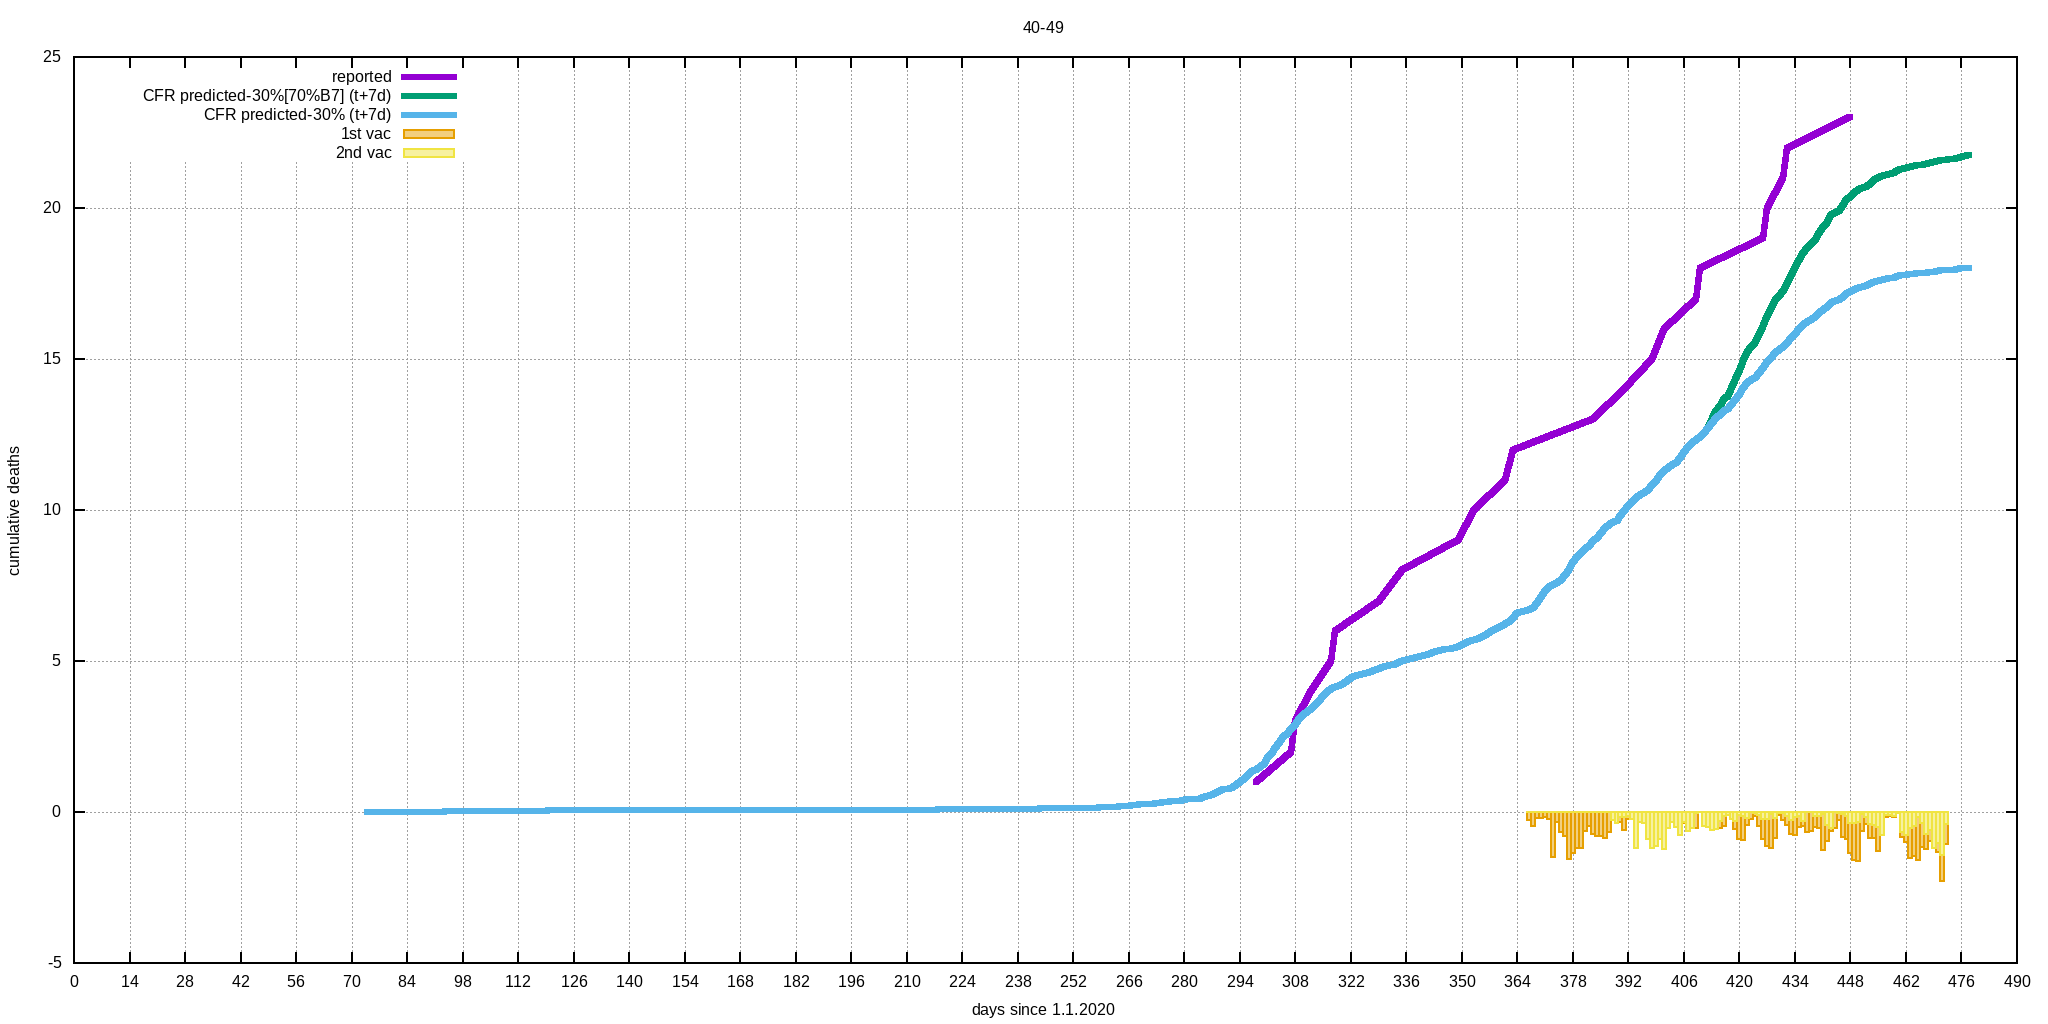 40-49
reported
CFR predicted-30%[70%B7] (t+7d)
CFR predicted-30% (t+7d)
1st vac
2nd vac
25
20
15
10
5
0
-5
cumulative deaths
0 14 28 42 56 70 84 98 112 126 140 154 168 182 196 210 224 238 252 266 280 294 308 322 336 350 364 378 392 406 420 434 448 462 476 490
days since 1.1.2020